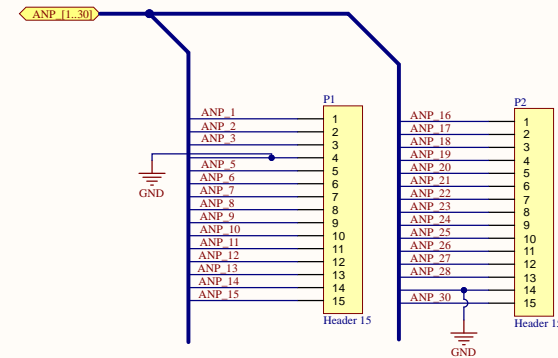 ANP_[1..30]
P1
ANP_1 1
ANP_2 2
ANP_3 3
4
ANP_5 5
ANP_6 6
ANP_7 7
ANP_8 8
ANP_9 9
ANP_10 10
ANP_11 11
ANP_12 12
ANP_13 13
ANP_14 14
ANP_15 15
Header 15
GND
P2
ANP_16 1
ANP_17 2
ANP_18 3
ANP_19 4
ANP_20 5
ANP_21 6
ANP_22 7
ANP_23 8
ANP_24 9
ANP_25 10
ANP_26 11
ANP_27 12
ANP_28 13
14
ANP_30 15
Header
GND